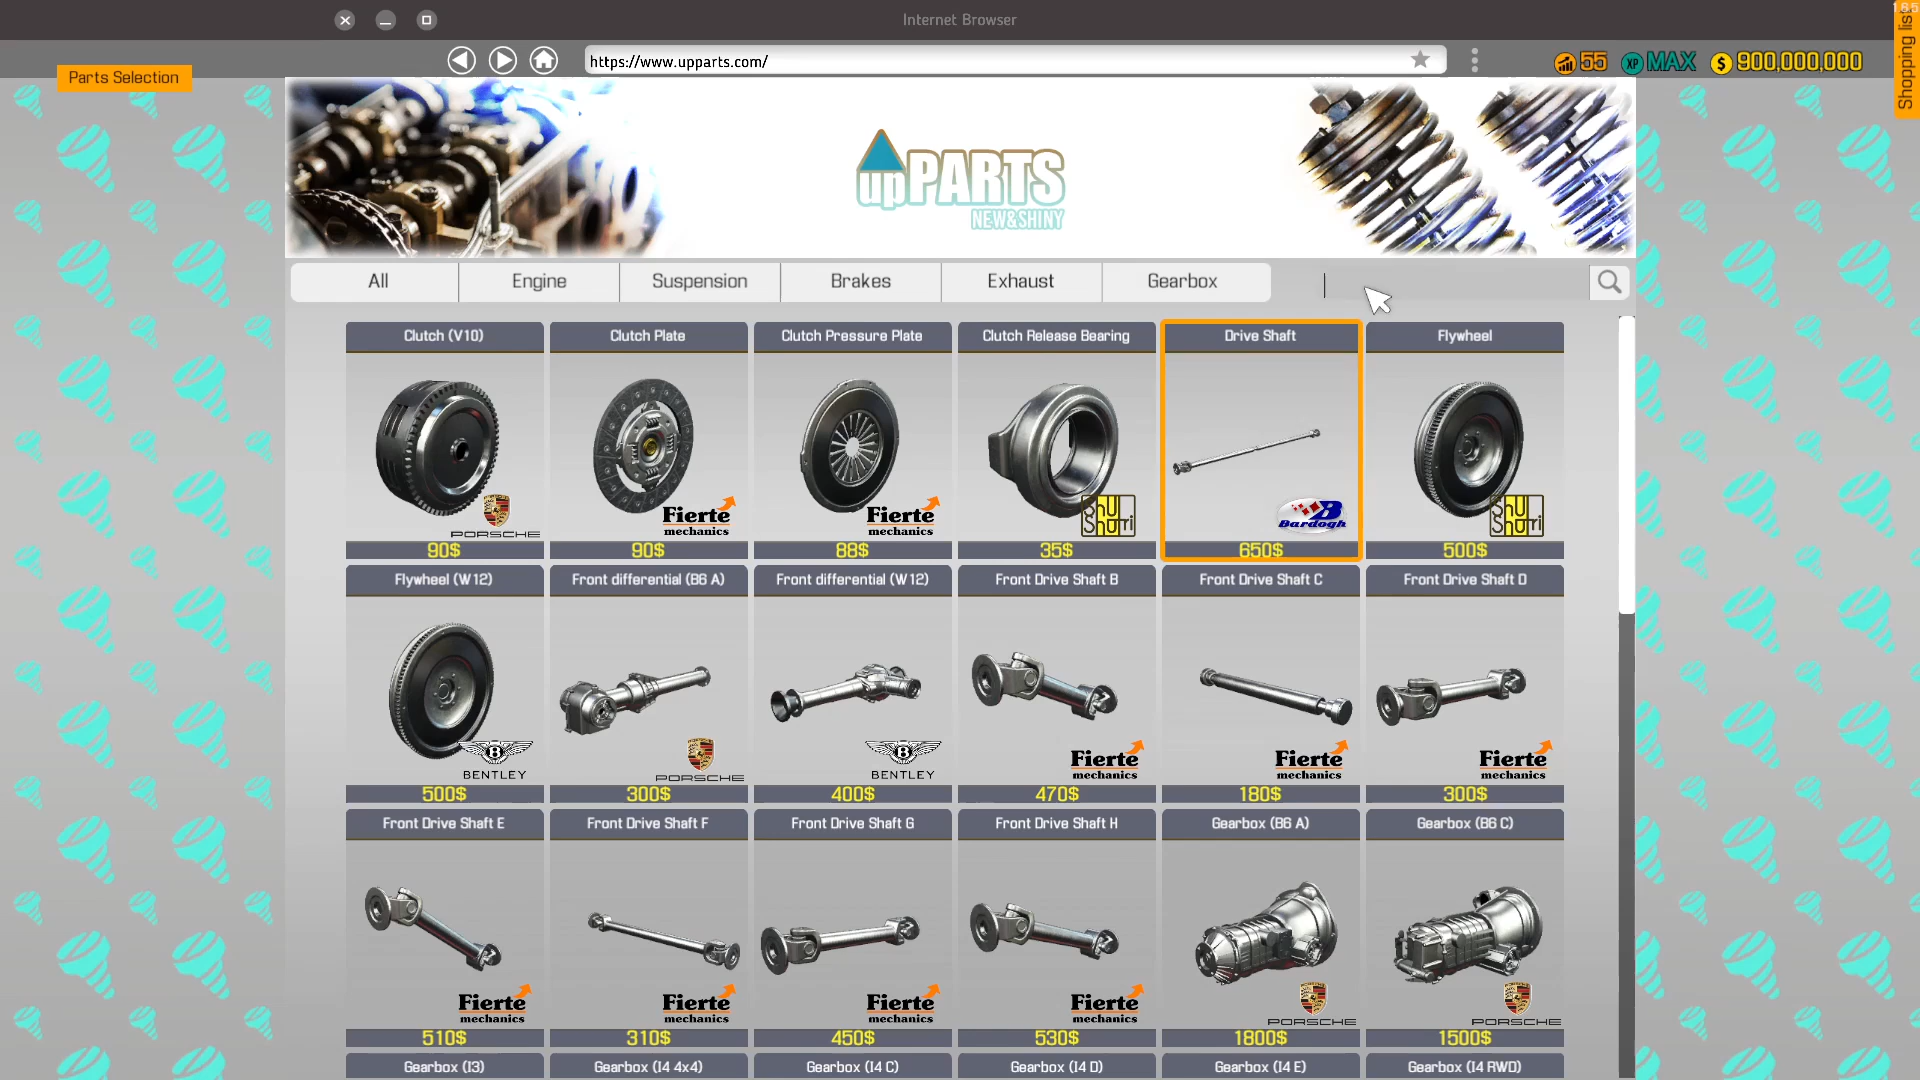 Internet Browser
1.6.5
https://www.upparts.com/
55
XP MAX
$ 900,000,000
Shopping list
Parts Selection
upPARTS
NEW&SHINY
All
Engine
Suspension
Brakes
Exhaust
Gearbox
Clutch (V10)
Clutch Plate
Clutch Pressure Plate
Clutch Release Bearing
Drive Shaft
Flywheel
PORSCHE
Fierte
mechanics
Fierte
mechanics
Shu
Shuri
Bardogh
Shu
Shuri
90$
90$
88$
35$
650$
500$
Flywheel (W12)
Front differential (B6 A)
Front differential (W12)
Front Drive Shaft B
Front Drive Shaft C
Front Drive Shaft D
BENTLEY
PORSCHE
BENTLEY
Fierte
mechanics
Fierte
mechanics
Fierte
mechanics
500$
300$
400$
470$
180$
300$
Front Drive Shaft E
Front Drive Shaft F
Front Drive Shaft G
Front Drive Shaft H
Gearbox (B6 A)
Gearbox (B6 C)
Fierte
mechanics
Fierte
mechanics
Fierte
mechanics
Fierte
mechanics
PORSCHE
PORSCHE
510$
310$
450$
530$
1800$
1500$
Gearbox (I3)
Gearbox (I4 4x4)
Gearbox (I4 C)
Gearbox (I4 D)
Gearbox (I4 E)
Gearbox (I4 RWD)